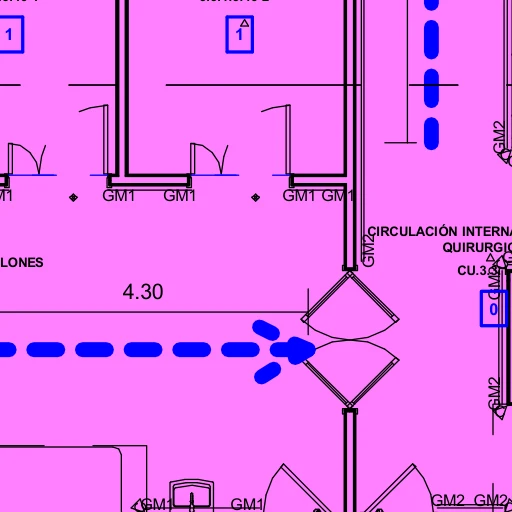 1
1
GM2
GM1
GM1
GM1
GM1
GM1
CIRCULACIÓN INTERNA
QUIRURGIC
GM2
LONES
CU.3.3
GM2
4.30
0
GM2
GM1
GM1
GM2
GM2